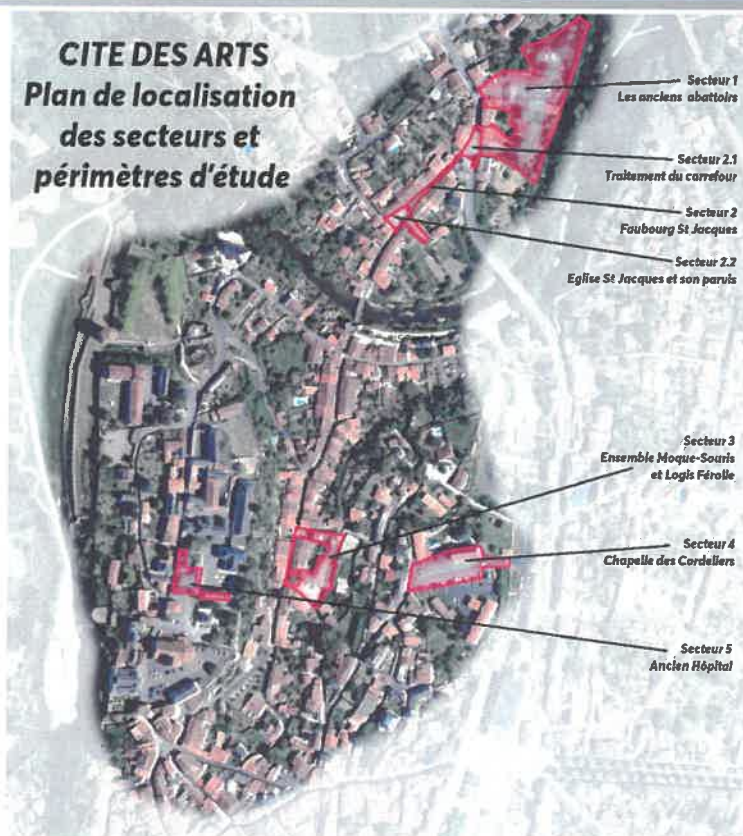 CITE DES ARTS
Plan de localisation
des secteurs et
périmètres d'étude
Secteur 1
Les anciens abattoirs
Secteur 2.1
Traitement du carrefour
Secteur 2
Faubourg St Jacques
Secteur 2.2
Eglise St Jacques et son parvis
Secteur 3
Ensemble Moque-Souris
et Logis Férolle
Secteur 4
Chapelle des Cordeliers
Secteur 5
Ancien Hôpital